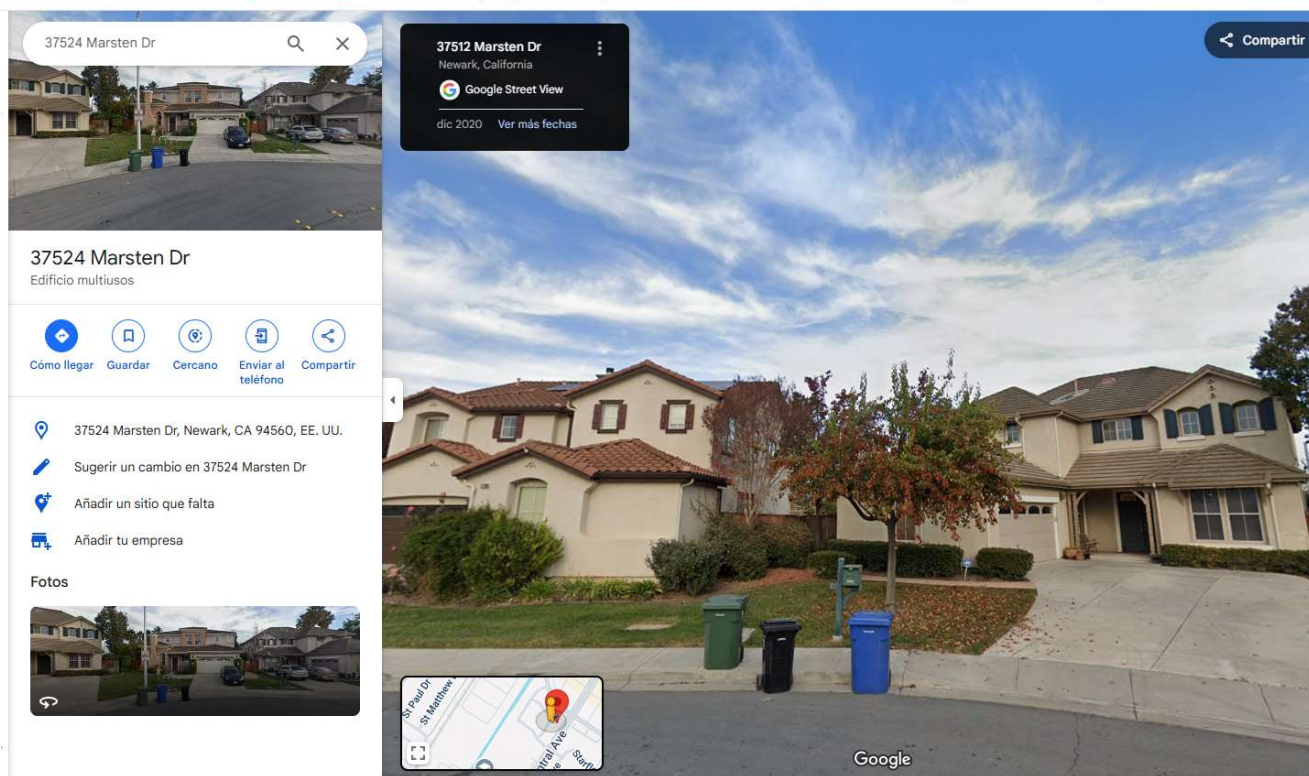 37524 Marsten Dr
37524 Marsten Dr
Edificio multiusos
Cómo llegar
Guardar
Cercano
Enviar al
teléfono
Compartir
37524 Marsten Dr, Newark, CA 94560, EE. UU.
Sugerir un cambio en 37524 Marsten Dr
Añadir un sitio que falta
Añadir tu empresa
Fotos
37512 Marsten Dr
Newark, California
Google Street View
dic 2020 Ver más fechas
Compartir
St Paul Dr
St Matthew
Google